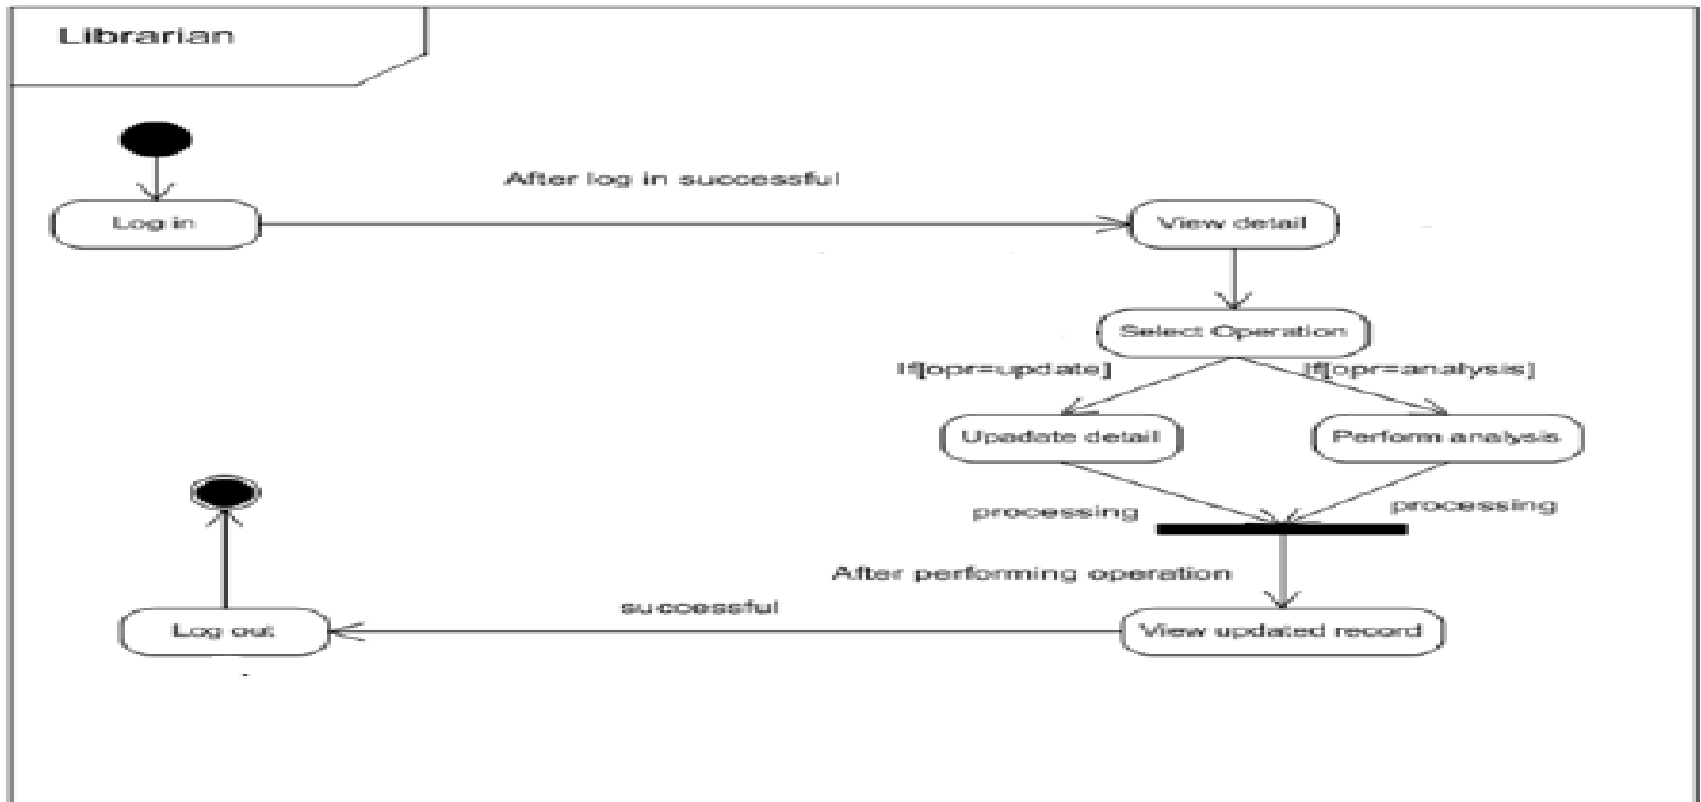 Librarian
After log in successful
Log in
View detail
Select Operation
If[opr=update]
If[opr=analysis]
Upadate detail
Perform analysis
processing
processing
After performing operation
successful
Log out
View updated record